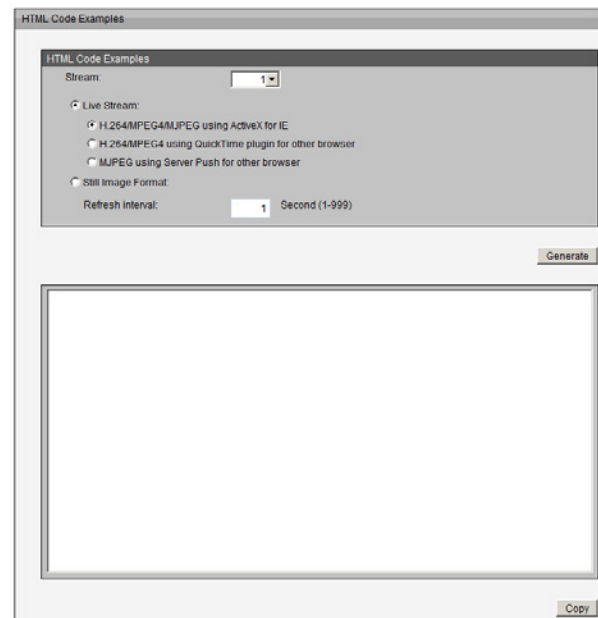 HTML Code Examples
HTML Code Examples
Stream: 1
Live Stream:
H.264/MPEG4/MJPEG using ActiveX for IE
H.264/MPEG4 using QuickTime plugin for other browser
MJPEG using Server Push for other browser
Still Image Format:
Refresh interval: 1 Second (1-999)
Generate
Copy